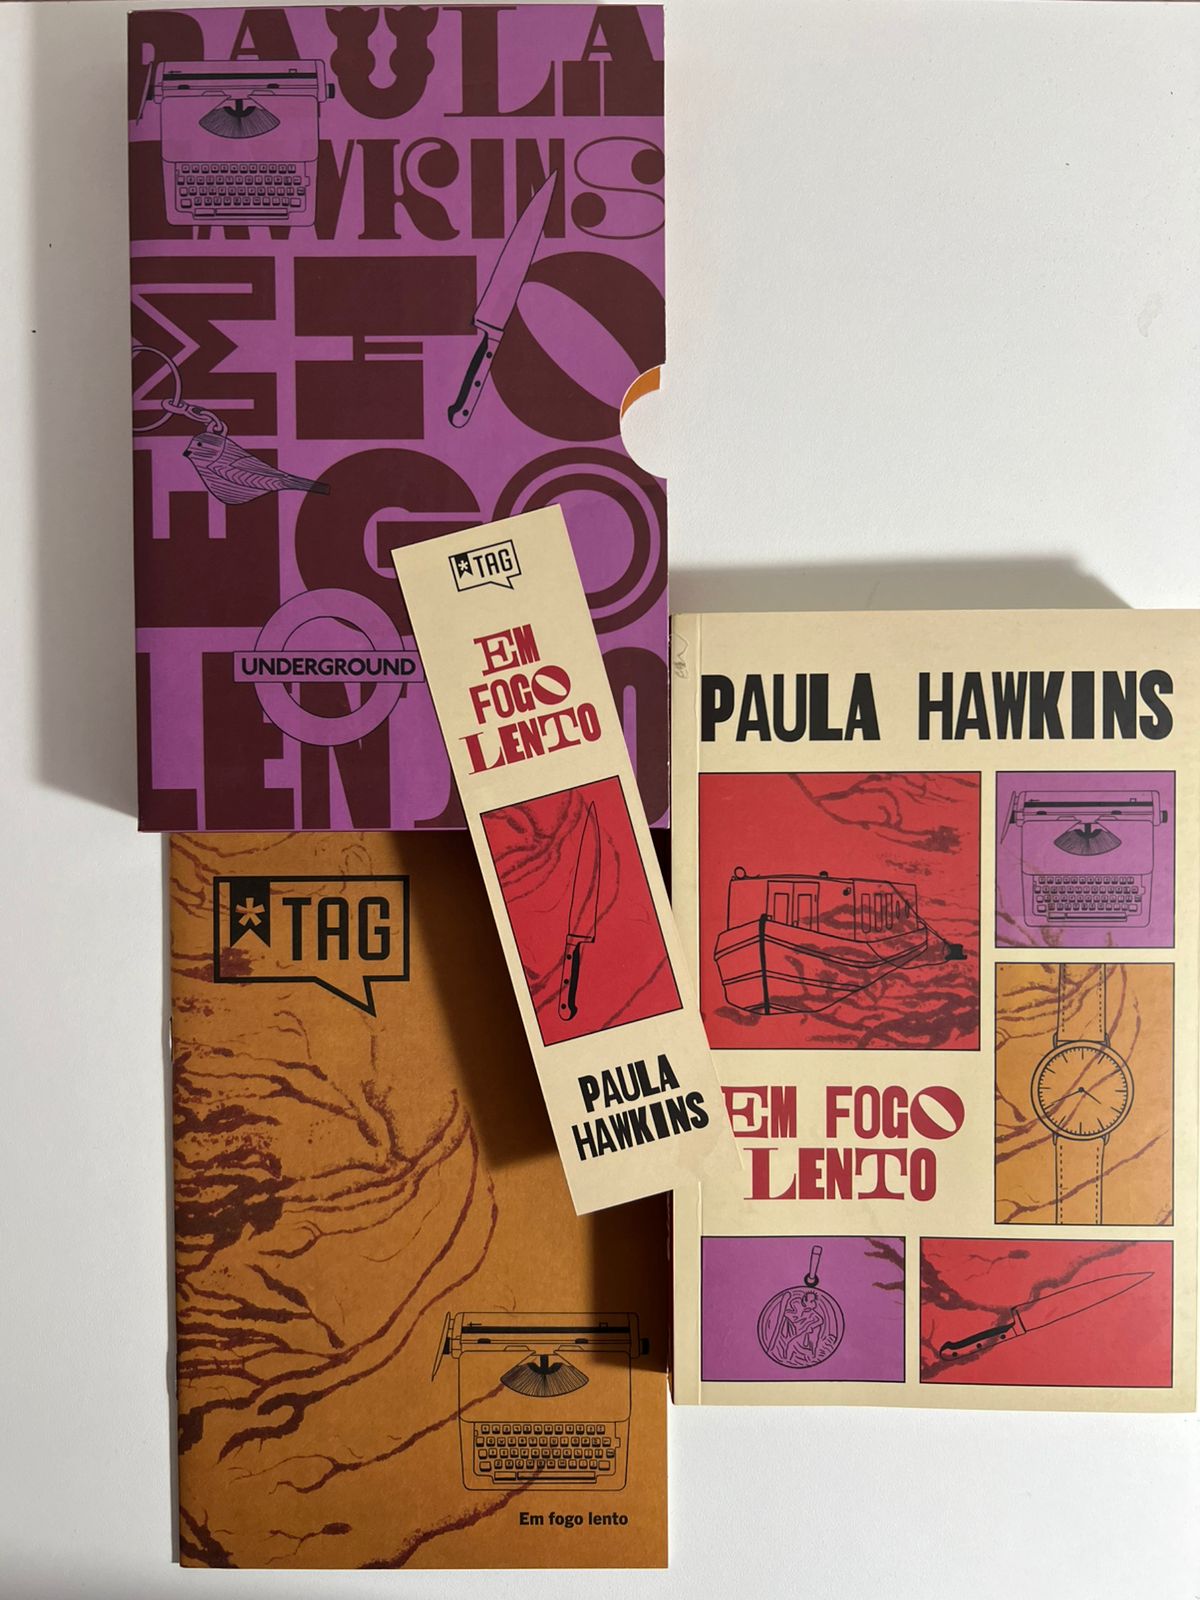 PAULA
HAWKINS
EM
FOGO
LENTO
UNDERGROUND
TAG
EM
FOGO
LENTO
PAULA
HAWKINS
PAULA HAWKINS
EM FOGO
LENTO
TAG
Em fogo lento